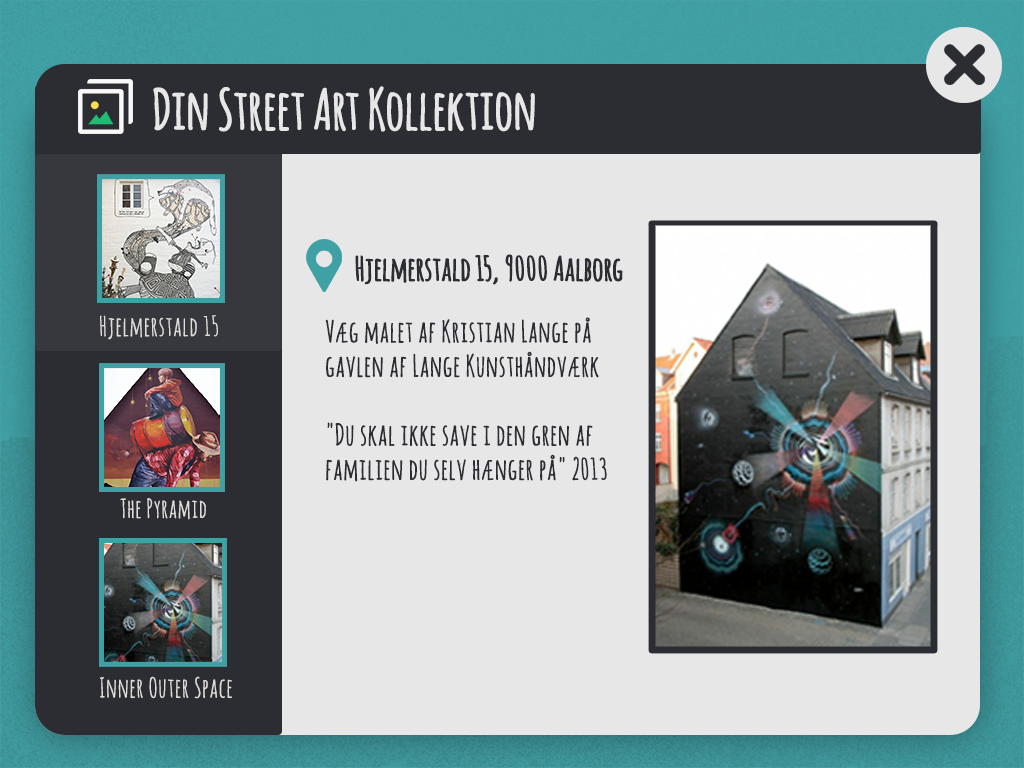 Din Street Art Kollektion
Hjelmerstald 15
The Pyramid
Inner Outer Space
Hjelmerstald 15, 9000 Aalborg
Væg malet af Kristian Lange på
gavlen af Lange Kunsthåndværk
"Du skal ikke save i den gren af
familien du selv hænger på" 2013